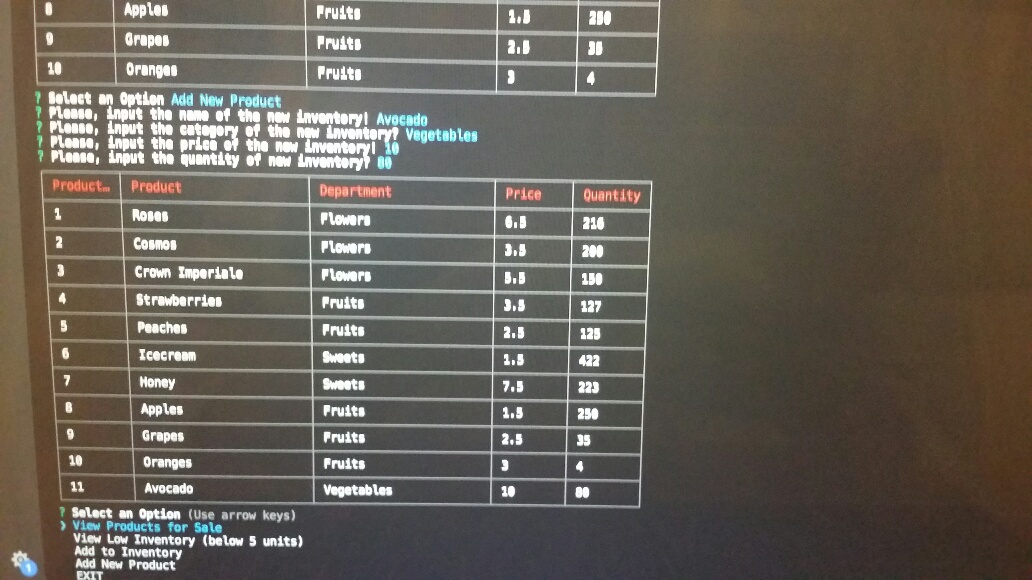 8 Apples Fruits 1.5 250
9 Grapes Fruits 2.5 35
10 Oranges Fruits 3 4
? Select an Option Add New Product
? Please, input the name of the new inventory! Avocado
? Please, input the category of the new inventory? Vegetables
? Please, input the price of the new inventory! 10
? Please, input the quantity of new inventory? 80
Product… Product Department Price Quantity
1 Roses Flowers 6.5 210
2 Cosmos Flowers 3.5 200
3 Crown Imperiale Flowers 5.5 150
4 Strawberries Fruits 3.5 127
5 Peaches Fruits 2.5 125
6 Icecream Sweets 1.5 422
7 Honey Sweets 7.5 223
8 Apples Fruits 1.5 250
9 Grapes Fruits 2.5 35
10 Oranges Fruits 3 4
11 Avocado Vegetables 10 80
? Select an Option (Use arrow keys)
❯ View Products for Sale
View Low Inventory (below 5 units)
Add to Inventory
Add New Product
EXIT
1